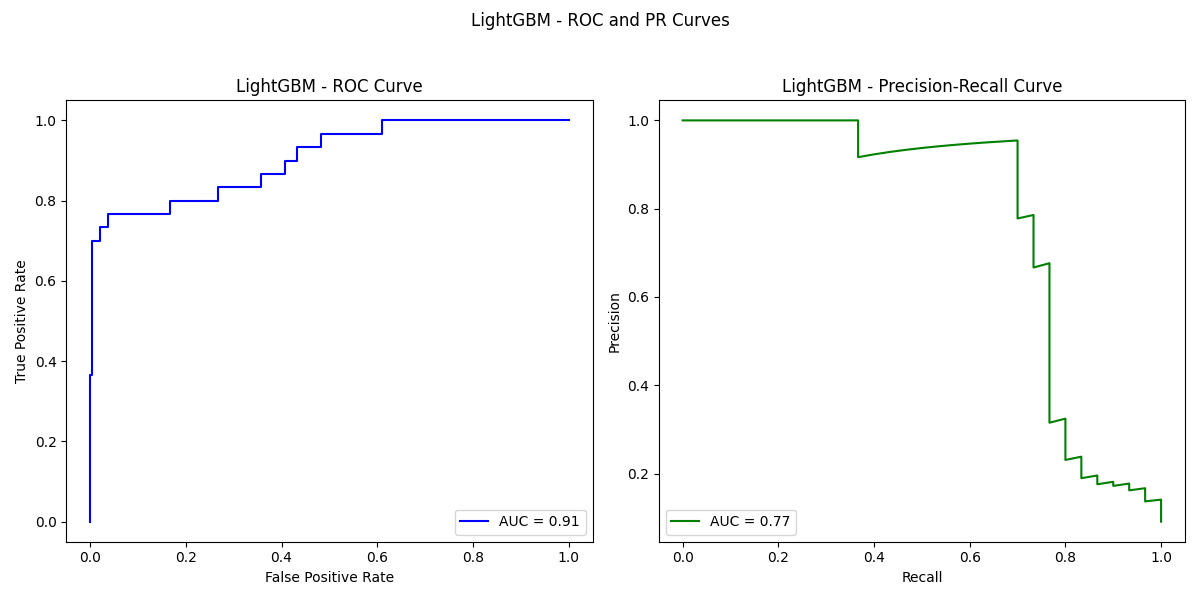 LightGBM - ROC and PR Curves
LightGBM - ROC Curve
True Positive Rate
1.0
0.8
0.6
0.4
0.2
0.0
AUC = 0.91
0.0 0.2 0.4 0.6 0.8 1.0
False Positive Rate
LightGBM - Precision-Recall Curve
Precision
1.0
0.8
0.6
0.4
0.2
AUC = 0.77
0.0 0.2 0.4 0.6 0.8 1.0
Recall